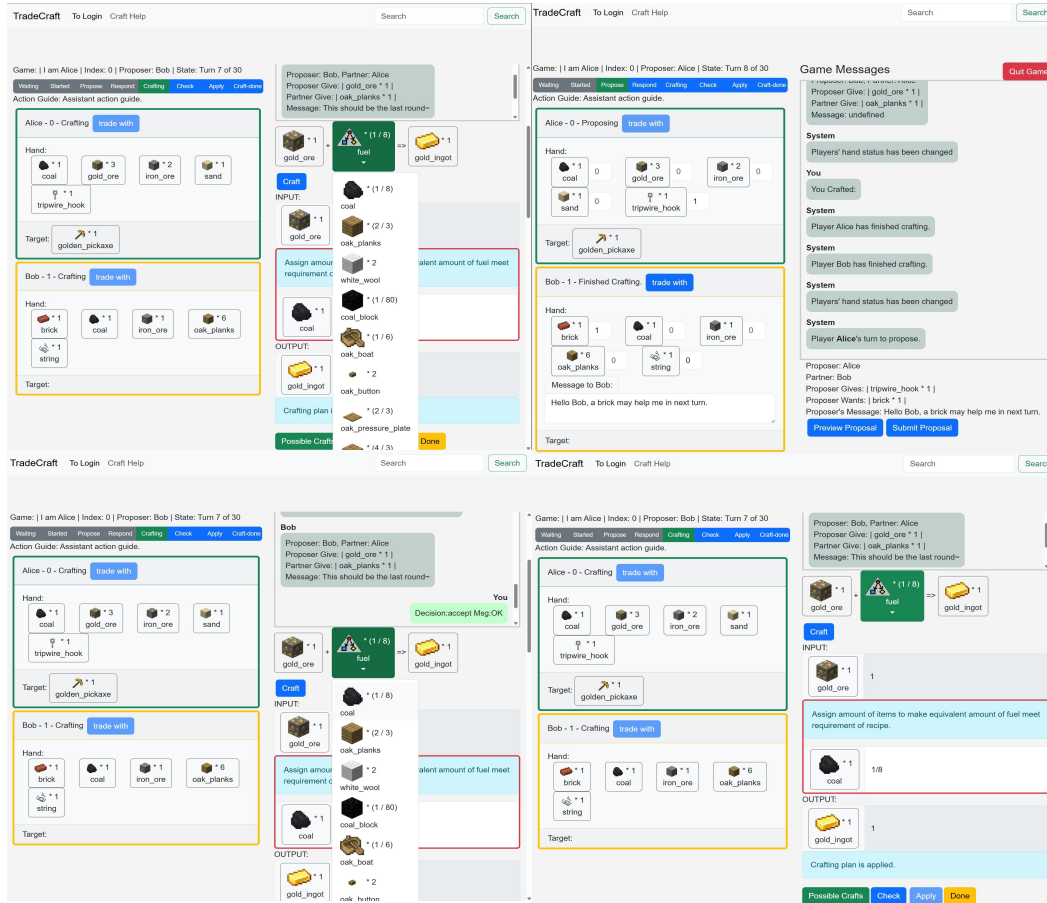 TradeCraft To Login Craft Help Search Search
Game: | I am Alice | Index: 0 | Proposer: Bob | State: Turn 7 of 30
Waiting Started Propose Respond Crafting Check Apply Craft-done
Action Guide: Assistant action guide.
Alice - 0 - Crafting trade with
Hand:
* 1 coal
* 3 gold_ore
* 2 iron_ore
* 1 sand
* 1 tripwire_hook
Target: * 1 golden_pickaxe
Bob - 1 - Crafting trade with
Hand:
* 1 brick
* 1 coal
* 1 iron_ore
* 6 oak_planks
* 1 string
Target:
Proposer: Bob, Partner: Alice
Proposer Give: | gold_ore * 1 |
Partner Give: | oak_planks * 1 |
Message: This should be the last round~
* 1 gold_ore + * (1 / 8) fuel => * 1 gold_ingot
Craft
INPUT:
* 1 gold_ore
Assign amour
alent amount of fuel meet
requirement o
* 1 coal
OUTPUT:
* 1 gold_ingot
Crafting plan i
Possible Crafts
Done
* (1 / 8)
coal
* (2 / 3)
oak_planks
* 2
white_wool
* (1 / 80)
coal_block
* (1 / 6)
oak_boat
* 2
oak_button
* (2 / 3)
oak_pressure_plate
* (4 / 3)
TradeCraft To Login Craft Help Search Search
Game: | I am Alice | Index: 0 | Proposer: Alice | State: Turn 8 of 30
Waiting Started Propose Respond Crafting Check Apply Craft-done
Action Guide: Assistant action guide.
Alice - 0 - Proposing trade with
Hand:
* 1 coal 0
* 3 gold_ore 0
* 2 iron_ore 0
* 1 sand 0
* 1 tripwire_hook 1
Target: * 1 golden_pickaxe
Bob - 1 - Finished Crafting. trade with
Hand:
* 1 brick 1
* 1 coal 0
* 1 iron_ore 0
* 6 oak_planks 0
* 1 string 0
Message to Bob:
Hello Bob, a brick may help me in next turn.
Target:
Game Messages Quit Game
Proposer: Bob, Partner: Alice
Proposer Give: | gold_ore * 1 |
Partner Give: | oak_planks * 1 |
Message: undefined
System
Players' hand status has been changed
You
You Crafted:
System
Player Alice has finished crafting.
System
Player Bob has finished crafting.
System
Players' hand status has been changed
System
Player Alice's turn to propose.
Proposer: Alice
Partner: Bob
Proposer Gives: | tripwire_hook * 1 |
Proposer Wants: | brick * 1 |
Proposer's Message: Hello Bob, a brick may help me in next turn.
Preview Proposal Submit Proposal
TradeCraft To Login Craft Help Search Search
Game: | I am Alice | Index: 0 | Proposer: Bob | State: Turn 7 of 30
Waiting Started Propose Respond Crafting Check Apply Craft-done
Action Guide: Assistant action guide.
Alice - 0 - Crafting trade with
Hand:
* 1 coal
* 3 gold_ore
* 2 iron_ore
* 1 sand
* 1 tripwire_hook
Target: * 1 golden_pickaxe
Bob - 1 - Crafting trade with
Hand:
* 1 brick
* 1 coal
* 1 iron_ore
* 6 oak_planks
* 1 string
Target:
Bob
Proposer: Bob, Partner: Alice
Proposer Give: | gold_ore * 1 |
Partner Give: | oak_planks * 1 |
Message: This should be the last round~
You
Decision:accept Msg:OK
* 1 gold_ore + * (1 / 8) fuel => * 1 gold_ingot
Craft
INPUT:
* 1 gold_ore
Assign amour
alent amount of fuel meet
requirement o
* 1 coal
OUTPUT:
* 1 gold_ingot
* (1 / 8)
coal
* (2 / 3)
oak_planks
* 2
white_wool
* (1 / 80)
coal_block
* (1 / 6)
oak_boat
* 2
oak_button
TradeCraft To Login Craft Help Search Searc
Game: | I am Alice | Index: 0 | Proposer: Bob | State: Turn 7 of 30
Waiting Started Propose Respond Crafting Check Apply Craft-done
Action Guide: Assistant action guide.
Alice - 0 - Crafting trade with
Hand:
* 1 coal
* 3 gold_ore
* 2 iron_ore
* 1 sand
* 1 tripwire_hook
Target: * 1 golden_pickaxe
Bob - 1 - Crafting trade with
Hand:
* 1 brick
* 1 coal
* 1 iron_ore
* 6 oak_planks
* 1 string
Target:
Proposer: Bob, Partner: Alice
Proposer Give: | gold_ore * 1 |
Partner Give: | oak_planks * 1 |
Message: This should be the last round~
* 1 gold_ore + * (1 / 8) fuel => * 1 gold_ingot
Craft
INPUT:
* 1 gold_ore 1
Assign amount of items to make equivalent amount of fuel meet
requirement of recipe.
* 1 coal 1/8
OUTPUT:
* 1 gold_ingot 1
Crafting plan is applied.
Possible Crafts Check Apply Done